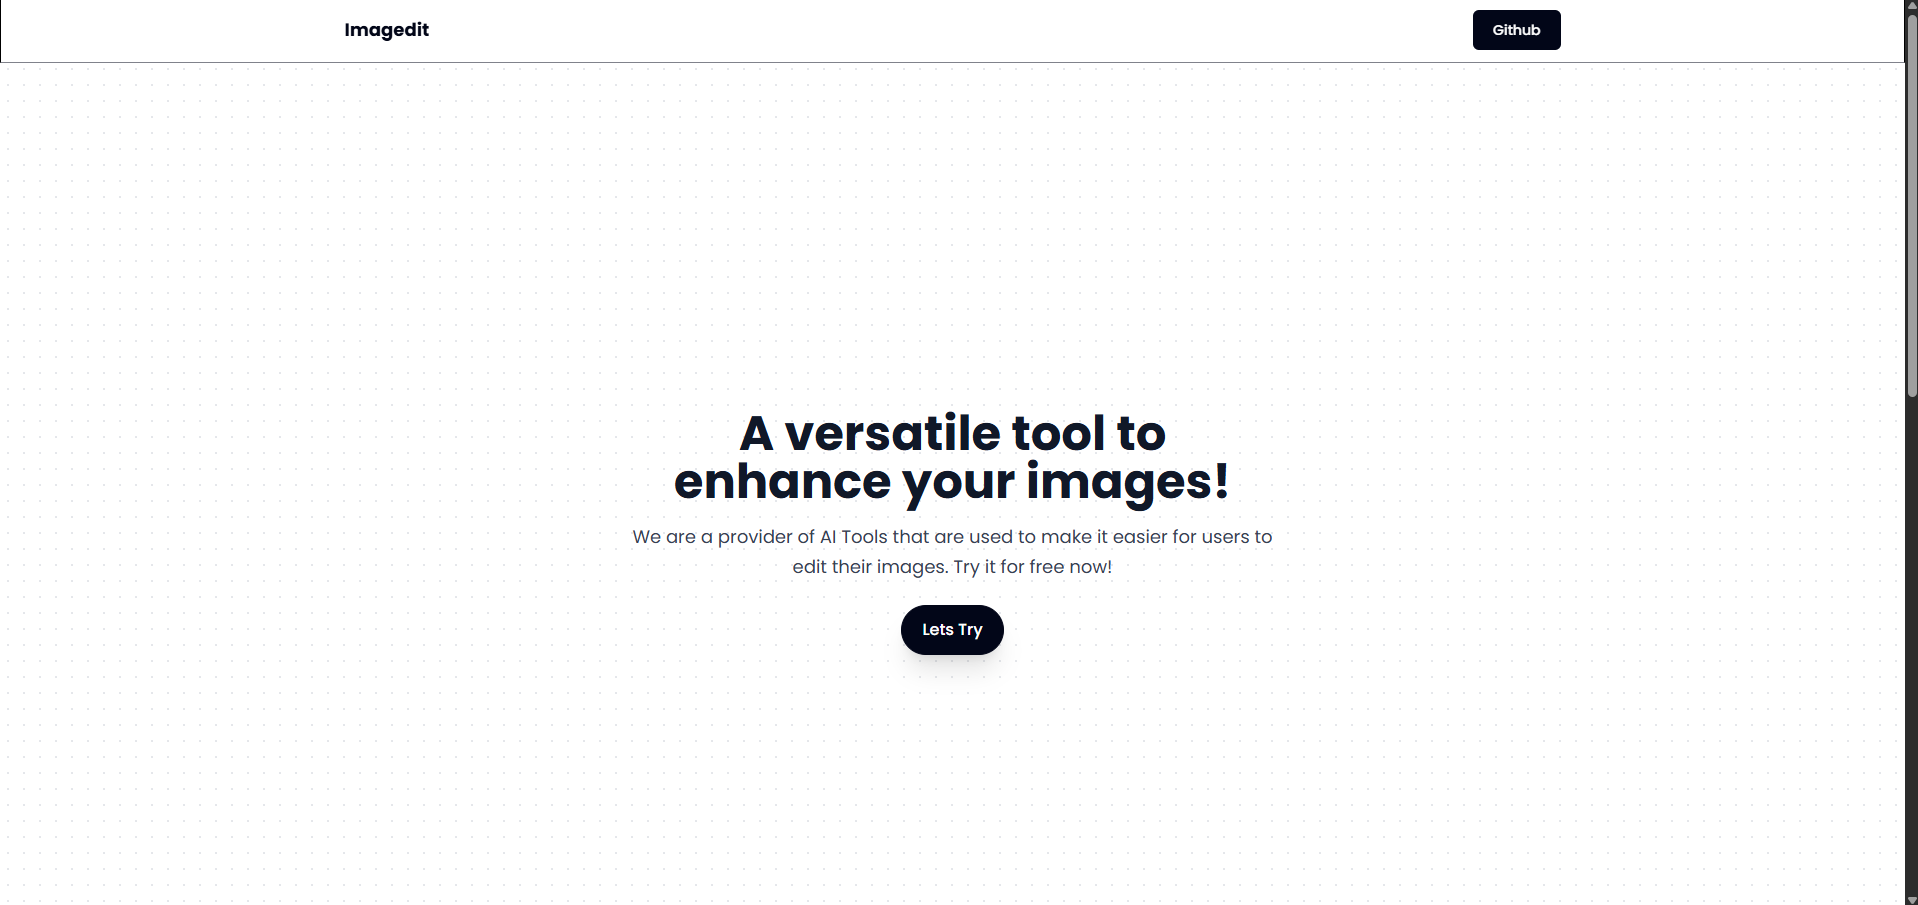 Imagedit
Github
A versatile tool to
enhance your images!
We are a provider of AI Tools that are used to make it easier for users to
edit their images. Try it for free now!
Lets Try